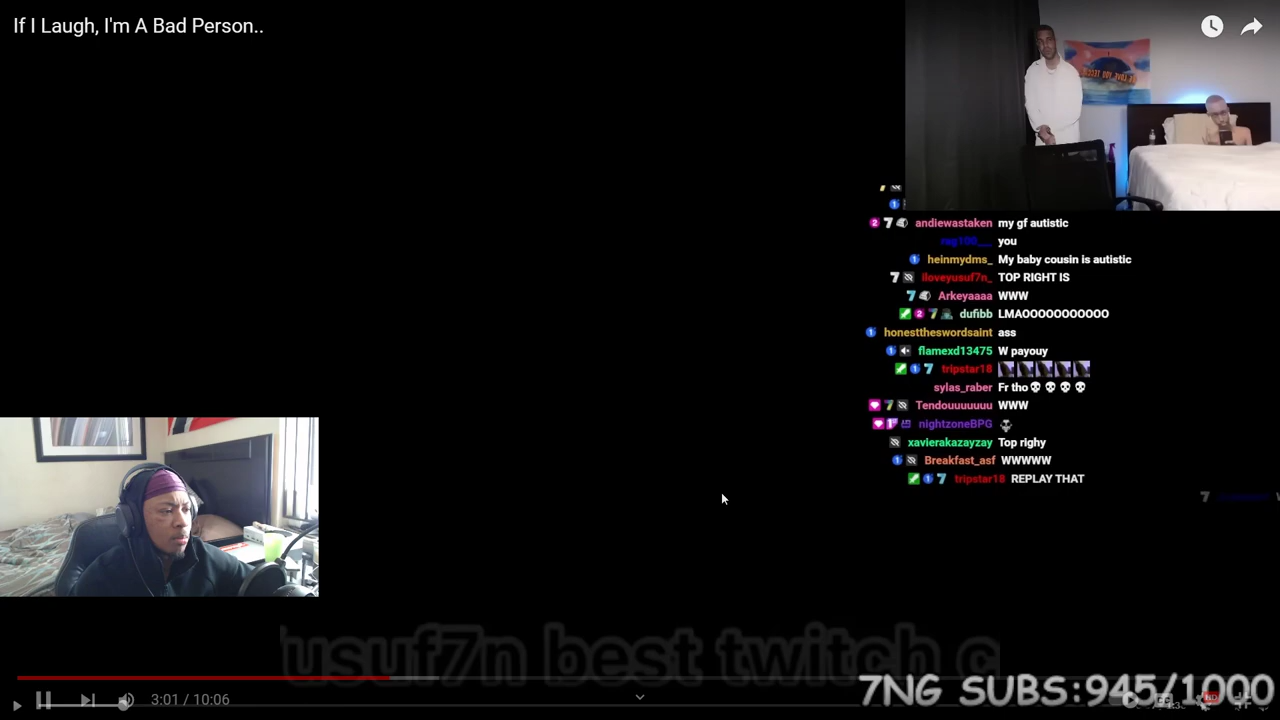 If I Laugh, I'm A Bad Person..
andiewastaken my gf autistic
you
heinmydms_ My baby cousin is autistic
iloveyusuf7n_ TOP RIGHT IS
Arkeyaaaa WWW
dufibb LMAOOOOOOOOOOO
honesttheswordsaint ass
flamexd13475 W payouy
tripstar18
sylas_raber Fr tho
Tendouuuuuuu WWW
nightzoneBPG
xavierakazayzay Top righy
Breakfast_asf WWWWW
tripstar18 REPLAY THAT
usuf7n best twitch c
3:01 / 10:06
7NG SUBS:945/1000